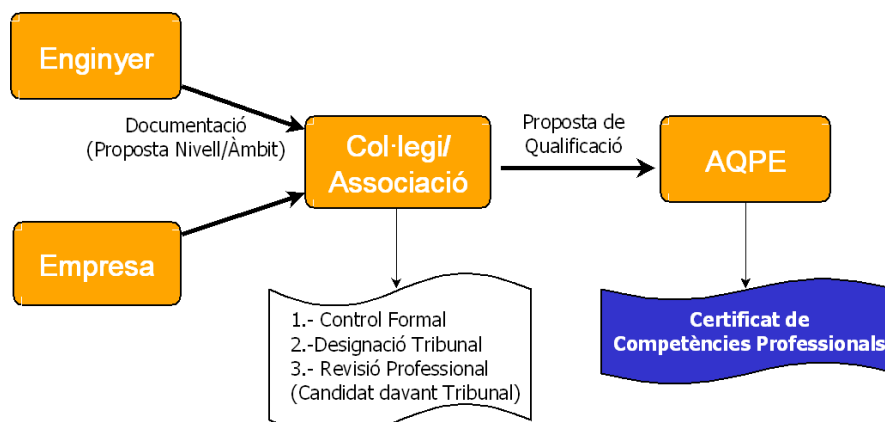 Enginyer
Documentació
(Proposta Nivell/Àmbit)
Empresa
Col·legi/
Associació
Proposta de
Qualificació
AQPE
1.- Control Formal
2.-Designació Tribunal
3.- Revisió Professional
(Candidat davant Tribunal)
Certificat de
Competències Professionals